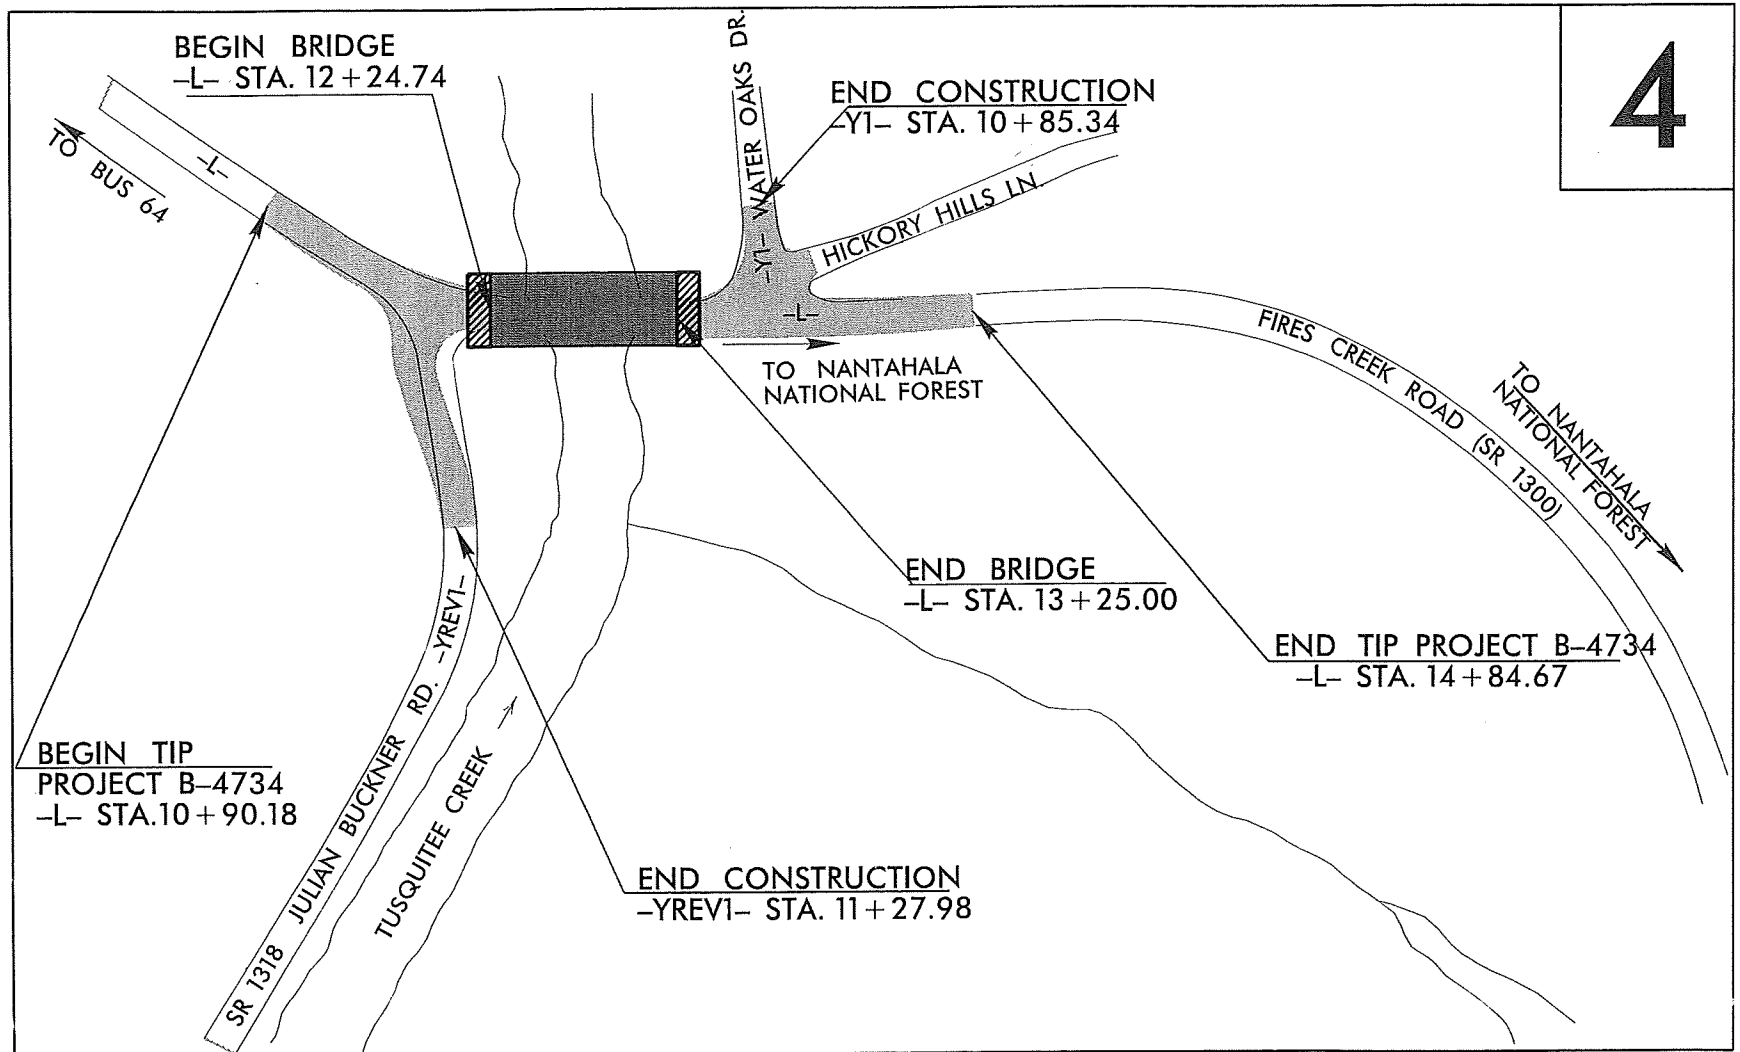 BEGIN BRIDGE
-L- STA. 12+24.74
4
END CONSTRUCTION
-Y1- STA. 10+85.34
WATER OAKS DR.
-Y1-
HICKORY HILLS LN.
TO BUS 64
-L-
-L-
TO NANTAHALA
NATIONAL FOREST
FIRES CREEK ROAD (SR 1300)
TO NANTAHALA
NATIONAL FOREST
END BRIDGE
-L- STA. 13+25.00
END TIP PROJECT B-4734
-L- STA. 14+84.67
BEGIN TIP
PROJECT B-4734
-L- STA.10+90.18
SR 1318 JULIAN BUCKNER RD. -YREV1-
TUSQUITEE CREEK
END CONSTRUCTION
-YREV1- STA. 11+27.98